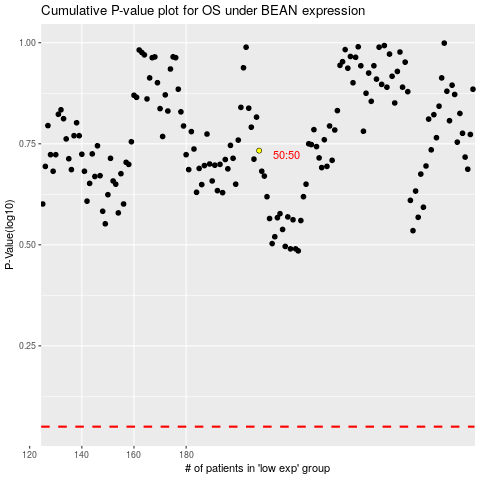 Cumulative P-value plot for OS under BEAN expression
P-Value(log10)
1.00
0.75
0.50
0.25
50:50
120 140 160 180
# of patients in 'low exp' group